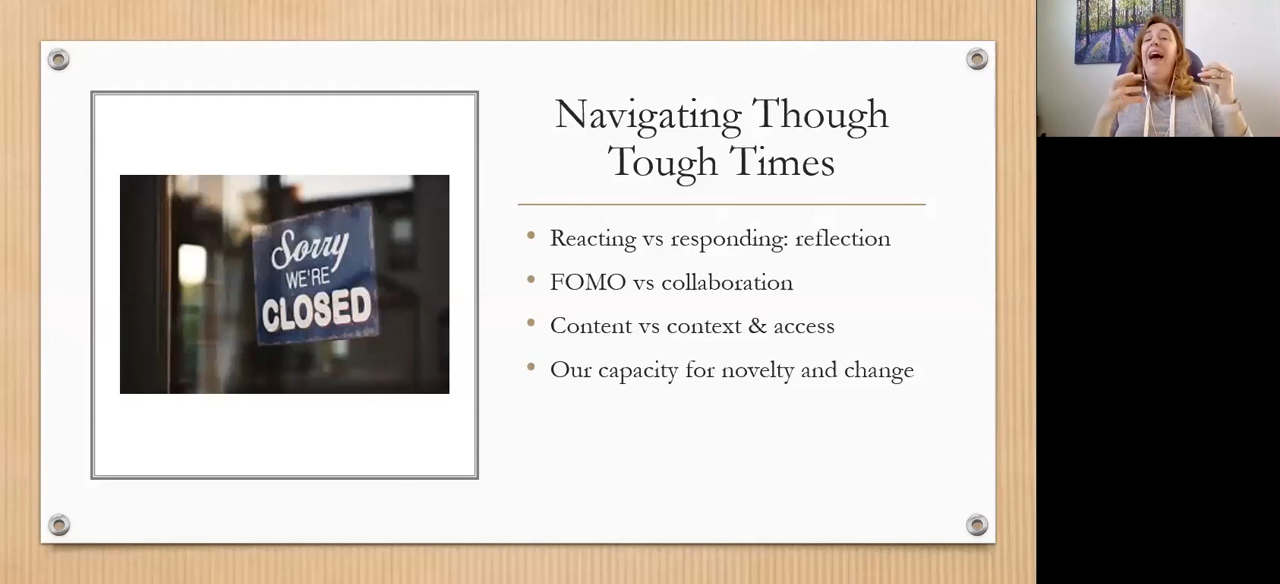 Sorry
WE'RE
CLOSED
Navigating Though
Tough Times
Reacting vs responding: reflection
FOMO vs collaboration
Content vs context & access
Our capacity for novelty and change